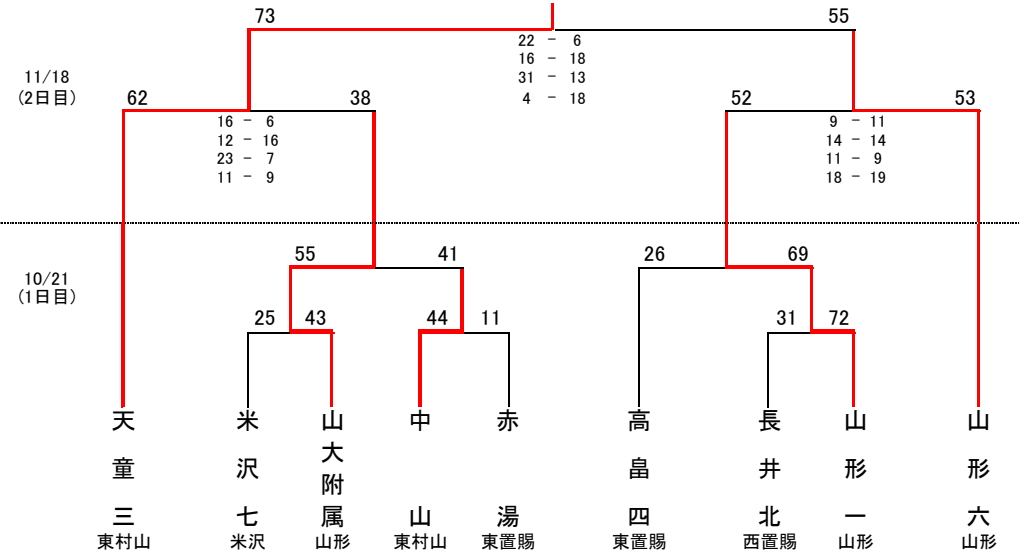 73 55
22 - 6
16 - 18
31 - 13
4 - 18
11/18
(2日目)
62 38 52 53
16 - 6
12 - 16
23 - 7
11 - 9
9 - 11
14 - 14
11 - 9
18 - 19
10/21
(1日目)
55 41 26 69
25 43 44 11 31 72
天童三
東村山
米沢七
米沢
山大附属
山形
中山
東村山
赤湯
東置賜
高畠四
東置賜
長井北
西置賜
山形一
山形
山形六
山形